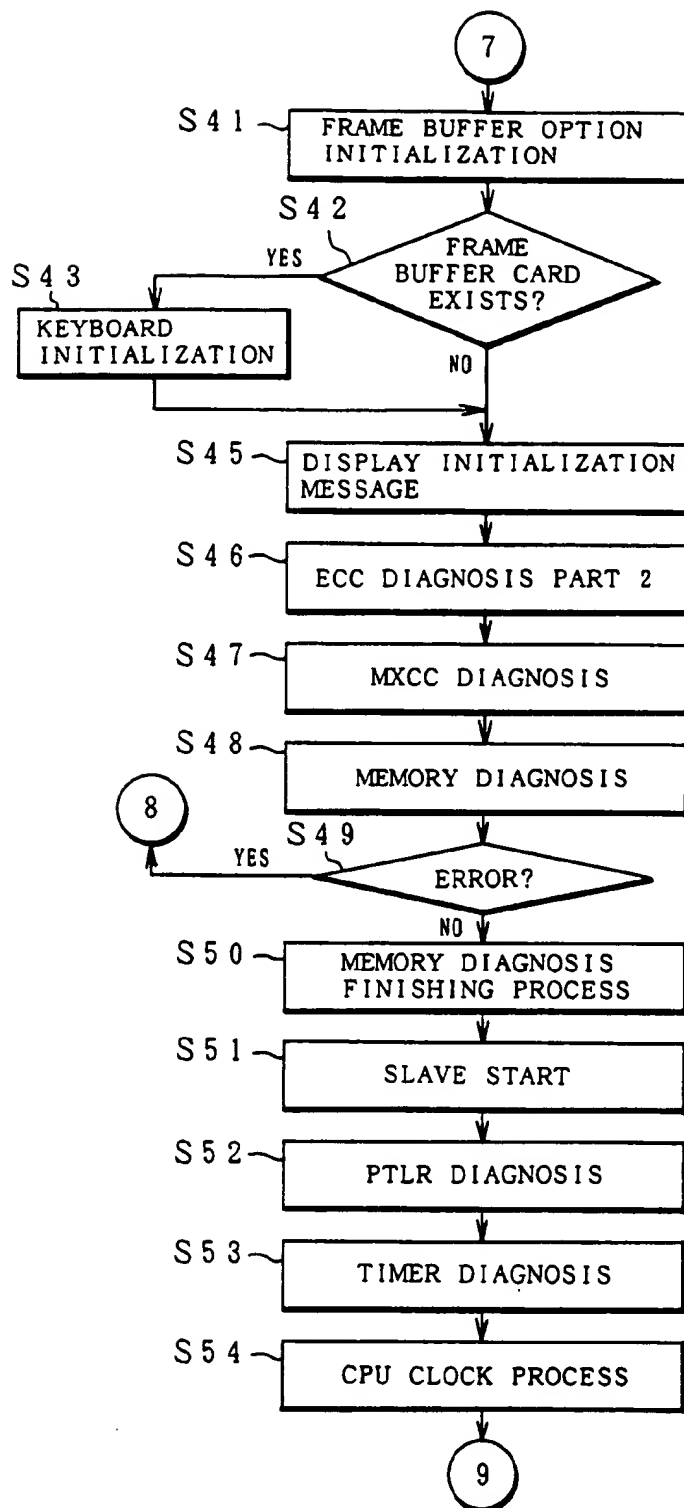 7
S41
FRAME BUFFER OPTION
INITIALIZATION
S42
FRAME
BUFFER CARD
EXISTS?
YES
S43
KEYBOARD
INITIALIZATION
NO
S45
DISPLAY INITIALIZATION
MESSAGE
S46
ECC DIAGNOSIS PART 2
S47
MXCC DIAGNOSIS
S48
MEMORY DIAGNOSIS
8
S49
YES
ERROR?
NO
S50
MEMORY DIAGNOSIS
FINISHING PROCESS
S51
SLAVE START
S52
PTLR DIAGNOSIS
S53
TIMER DIAGNOSIS
S54
CPU CLOCK PROCESS
9